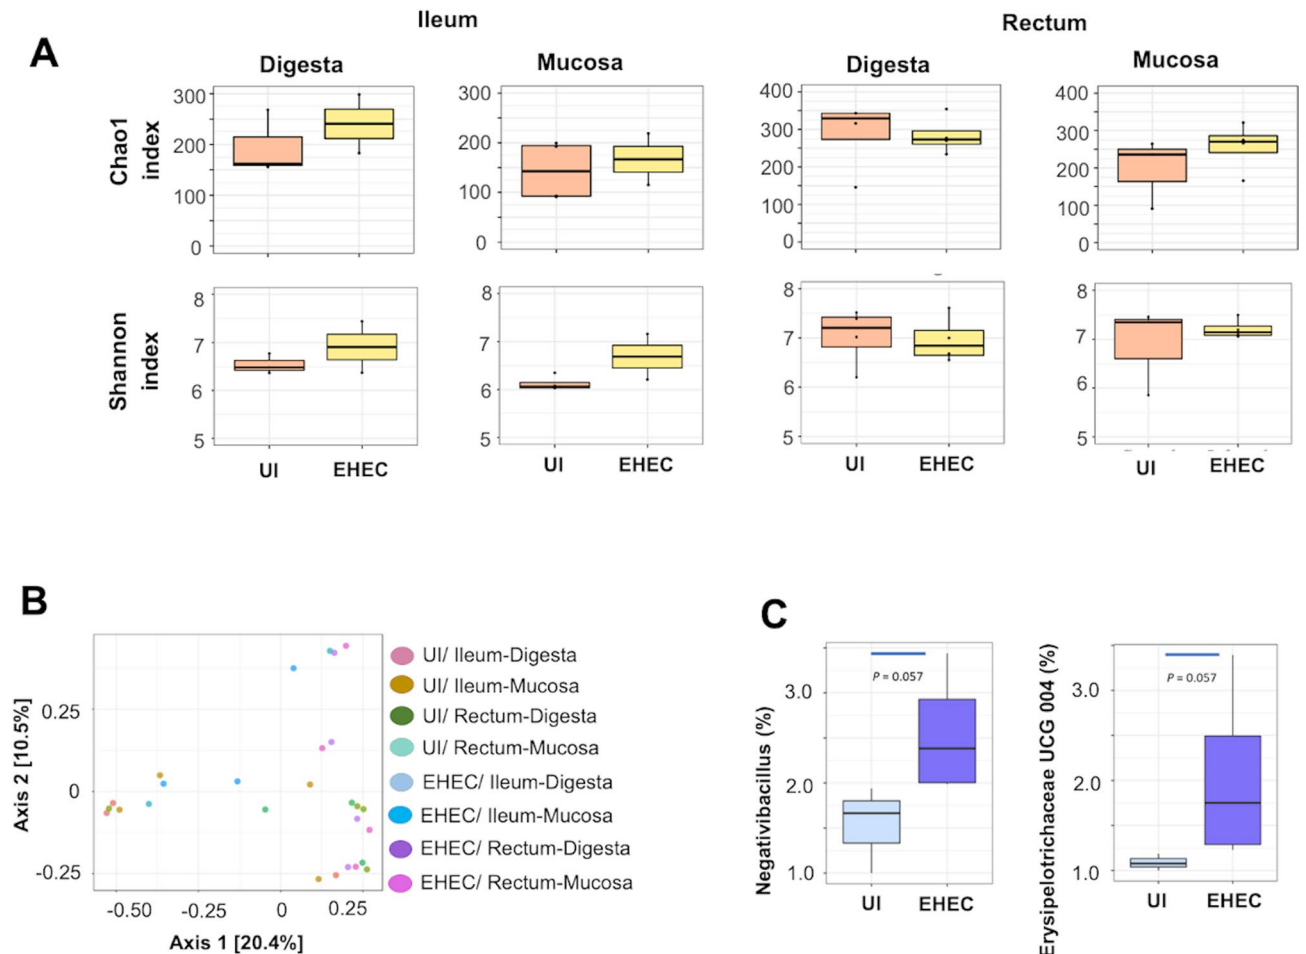 Ileum
Rectum
A
Digesta
Mucosa
Digesta
Mucosa
Chao1
index
300
200
100
0
300
200
100
0
400
300
200
100
0
400
300
200
100
0
Shannon
index
8
7
6
5
8
7
6
5
8
7
6
5
8
7
6
5
UI
EHEC
UI
EHEC
UI
EHEC
UI
EHEC
B
Axis 2 [10.5%]
0.25
0
-0.25
-0.50
-0.25
0
0.25
Axis 1 [20.4%]
UI/ Ileum-Digesta
UI/ Ileum-Mucosa
UI/ Rectum-Digesta
UI/ Rectum-Mucosa
EHEC/ Ileum-Digesta
EHEC/ Ileum-Mucosa
EHEC/ Rectum-Digesta
EHEC/ Rectum-Mucosa
C
Negativibacillus (%)
3.0
2.0
1.0
P = 0.057
UI
EHEC
Erysipelotrichaceae UCG 004 (%)
3.0
2.0
1.0
P = 0.057
UI
EHEC